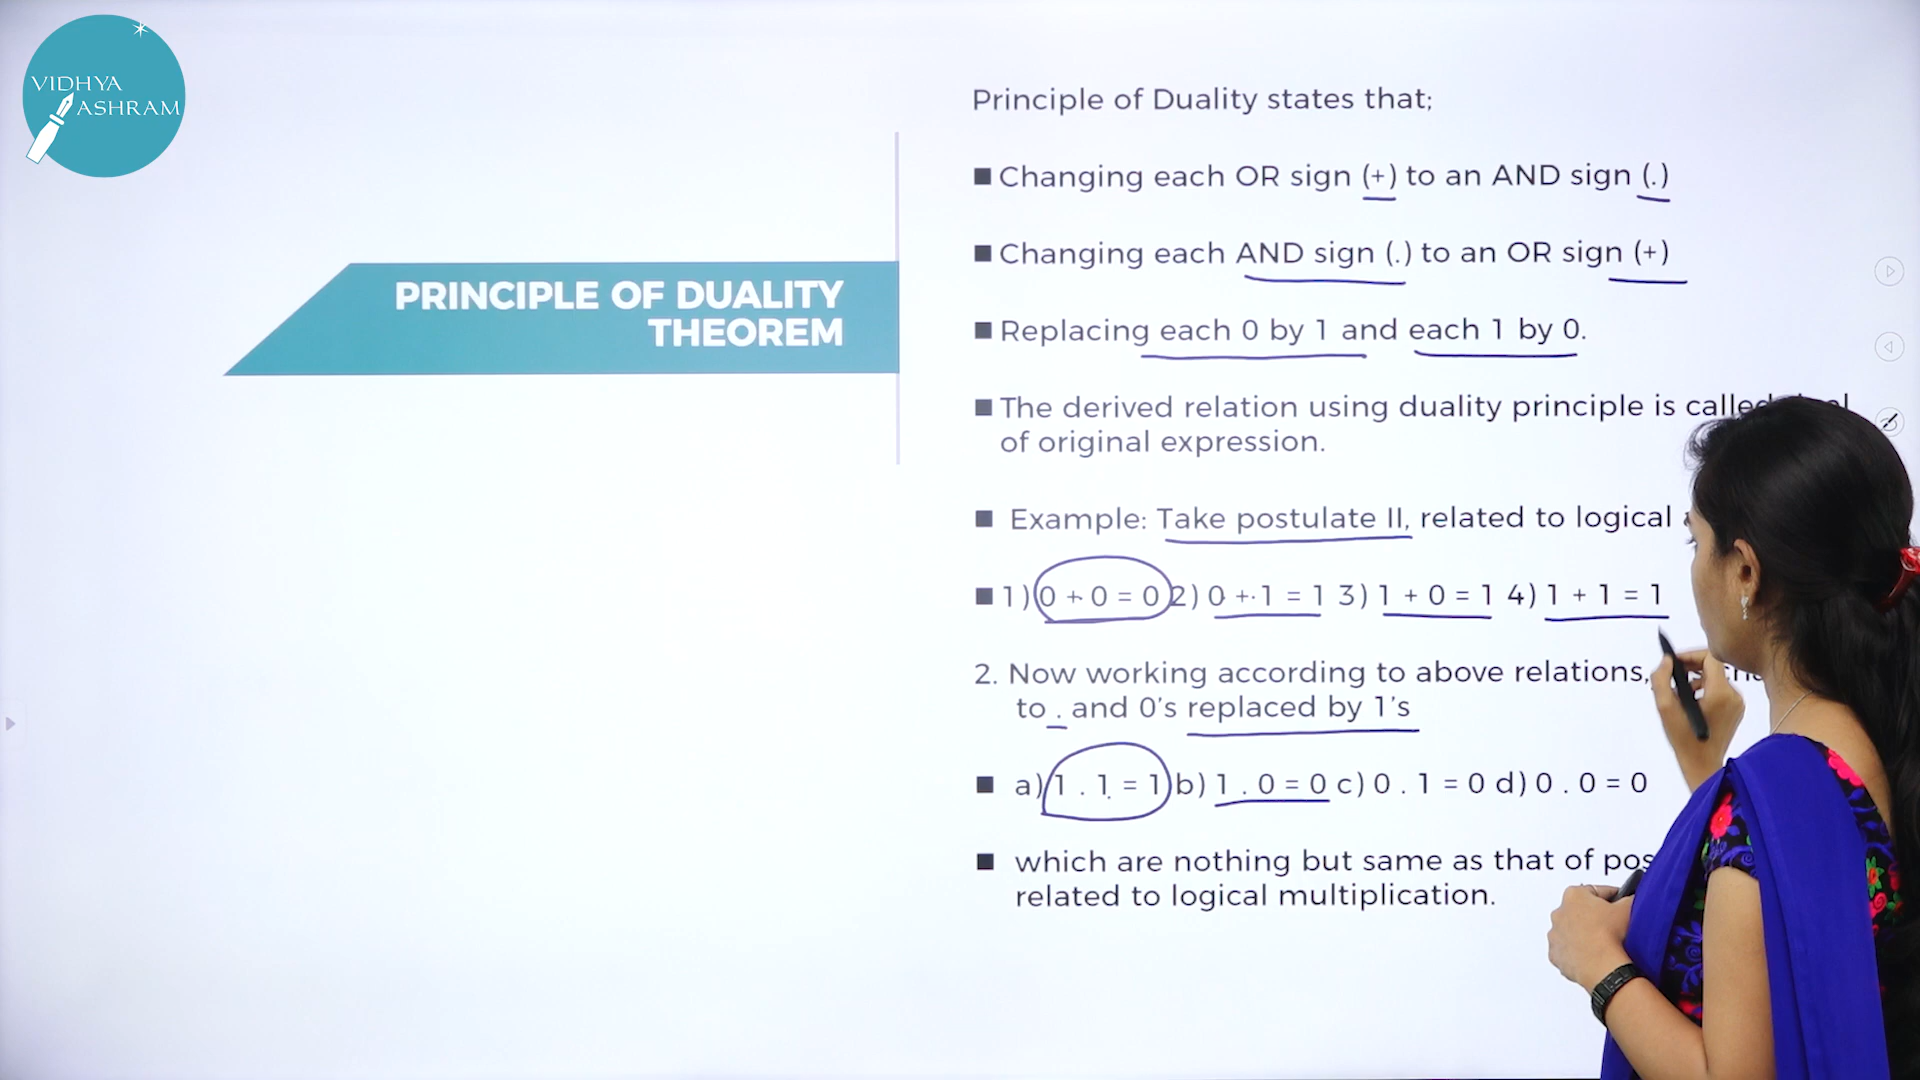 VIDHYA
ASHRAM
PRINCIPLE OF DUALITY
THEOREM
Principle of Duality states that;
■ Changing each OR sign (+) to an AND sign (.)
■ Changing each AND sign (.) to an OR sign (+)
■ Replacing each 0 by 1 and each 1 by 0.
■ The derived relation using duality principle is called
of original expression.
■ Example: Take postulate II, related to logical
■ 1) 0 + 0 = 0 2) 0 + 1 = 1 3) 1 + 0 = 1 4) 1 + 1 = 1
2. Now working according to above relations,
to . and 0's replaced by 1's
■ a) 1 . 1 = 1 b) 1 . 0 = 0 c) 0 . 1 = 0 d) 0 . 0 = 0
■ which are nothing but same as that of
related to logical multiplication.